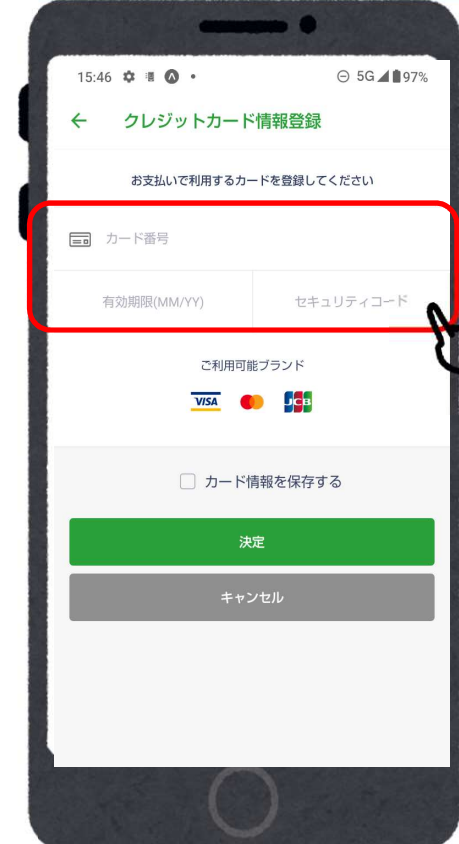 15:46 5G 97%
← クレジットカード情報登録
お支払いで利用するカードを登録してください
カード番号
有効期限(MM/YY) セキュリティコード
ご利用可能ブランド
VISA JCB
カード情報を保存する
決定
キャンセル